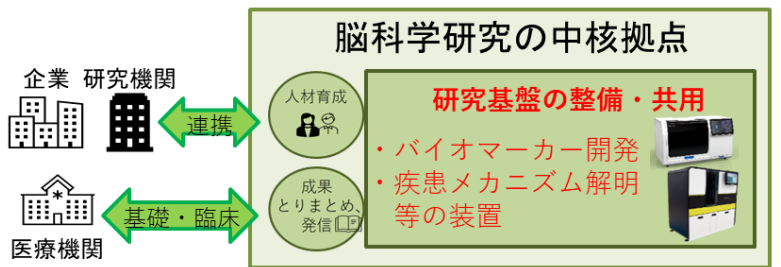 脳科学研究の中核拠点
企業 研究機関
連携
医療機関
基礎・臨床
人材育成
成果
とりまとめ、
発信
研究基盤の整備・共用
・バイオマーカー開発
・疾患メカニズム解明
等の装置